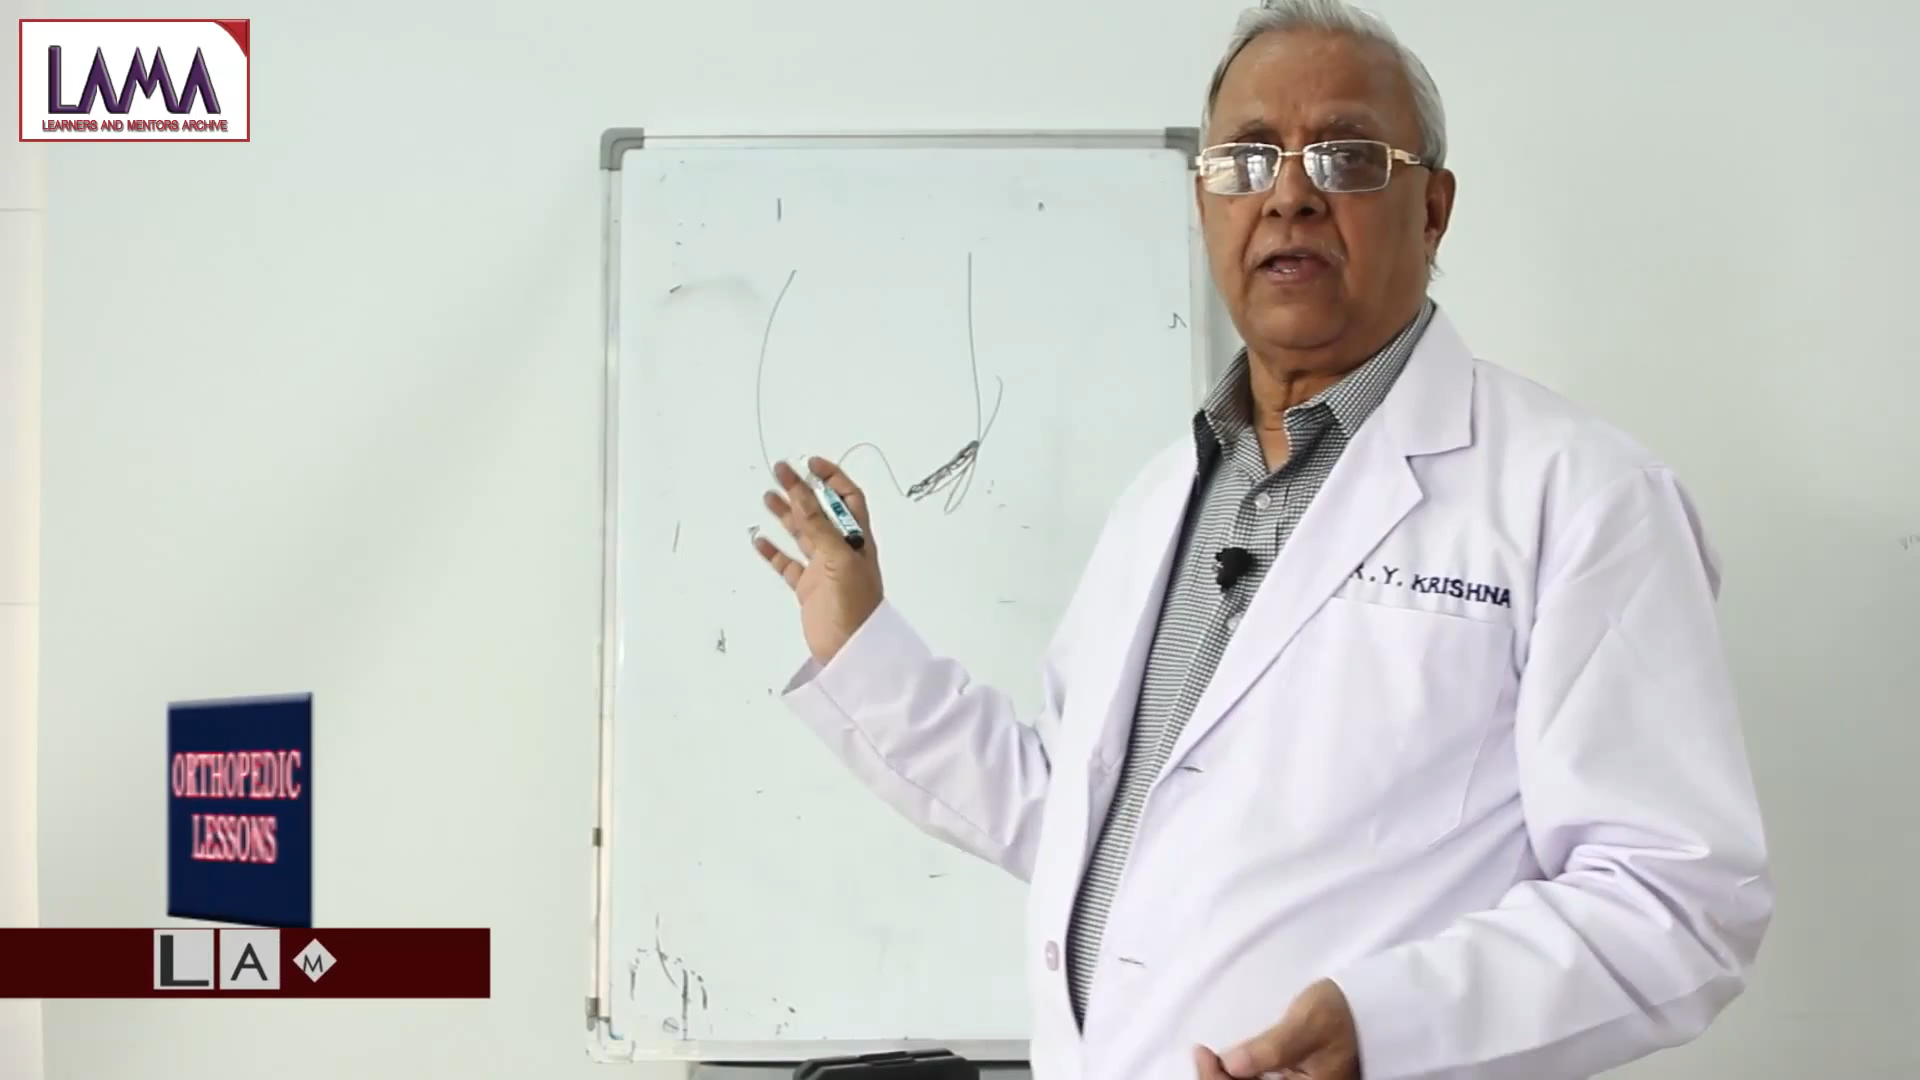 LAMA
LEARNERS AND MENTORS ARCHIVE
R. Y. KRISHNA
ORTHOPEDIC
LESSONS
L A M